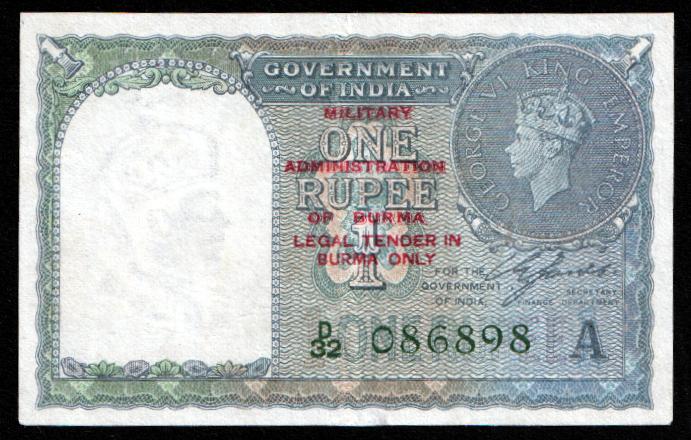 1
1
GOVERNMENT
OF INDIA
GEORGE VI KING EMPEROR
MILITARY
ONE
ADMINISTRATION
RUPEE
OF BURMA
1
LEGAL TENDER IN
BURMA ONLY
FOR THE
GOVERNMENT
OF INDIA,
SECRETARY,
FINANCE DEPARTMENT
D/32 086898 A